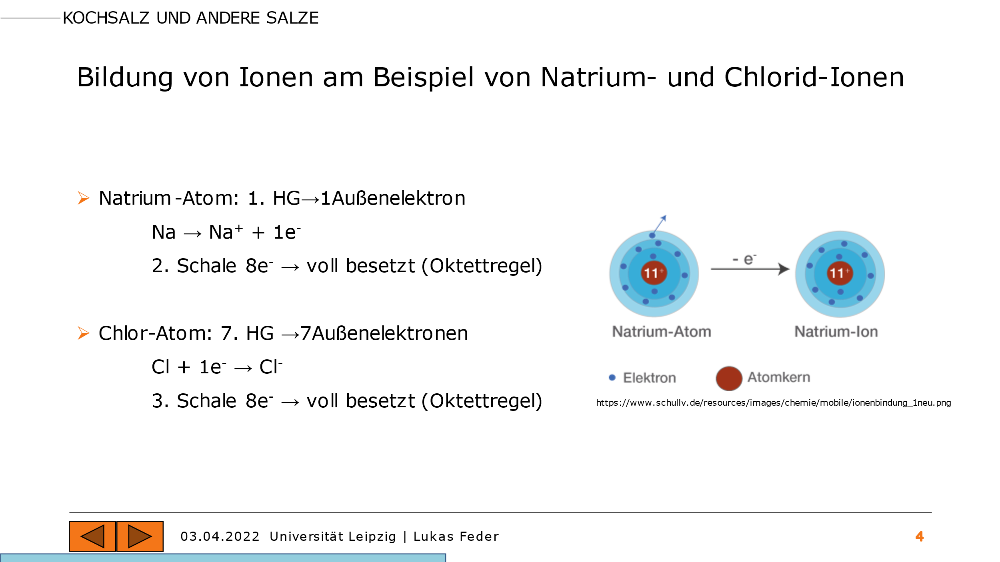 KOCHSALZ UND ANDERE SALZE
Bildung von Ionen am Beispiel von Natrium- und Chlorid-Ionen
➢ Natrium-Atom: 1. HG→1Außenelektron
Na → Na⁺ + 1e⁻
2. Schale 8e⁻ → voll besetzt (Oktettregel)
➢ Chlor-Atom: 7. HG →7Außenelektronen
Cl + 1e⁻ → Cl⁻
3. Schale 8e⁻ → voll besetzt (Oktettregel)
11⁺
- e⁻
11⁺
Natrium-Atom
Natrium-Ion
Elektron
Atomkern
https://www.schullv.de/resources/images/chemie/mobile/ionenbindung_1neu.png
03.04.2022 Universität Leipzig | Lukas Feder
4